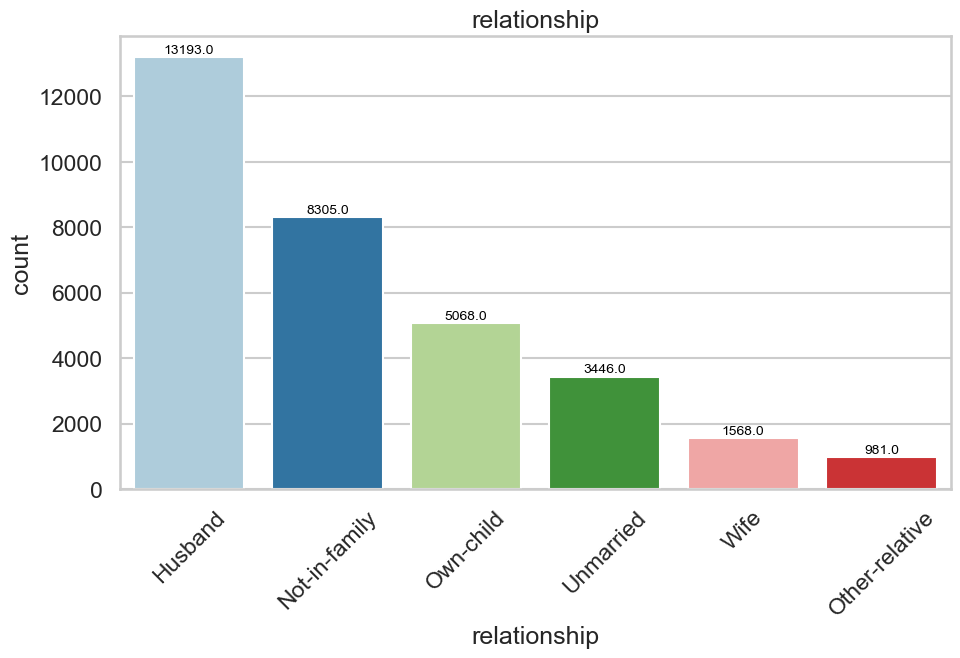 relationship
13193.0
8305.0
5068.0
3446.0
1568.0
981.0
12000
10000
8000
6000
4000
2000
0
count
Husband
Not-in-family
Own-child
Unmarried
Wife
Other-relative
relationship